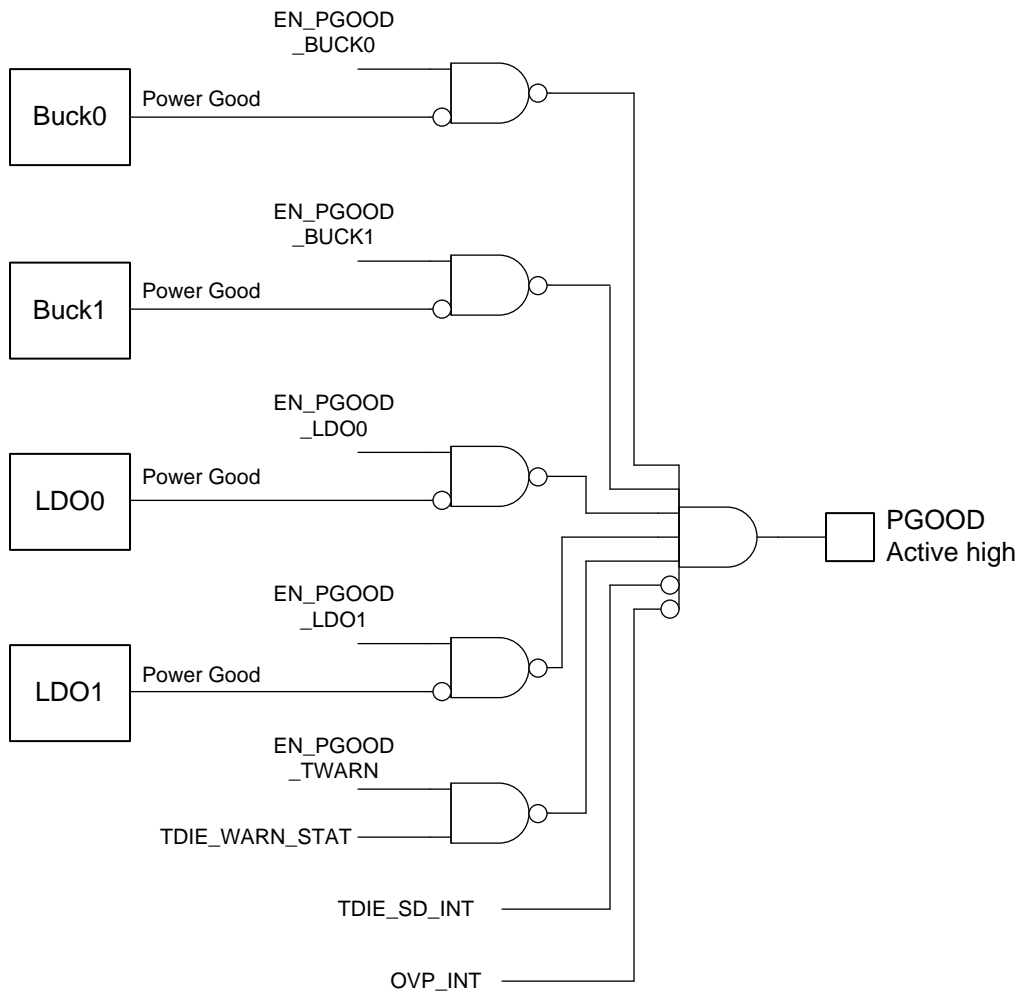 EN_PGOOD
_BUCK0
Buck0
Power Good
EN_PGOOD
_BUCK1
Buck1
Power Good
EN_PGOOD
_LDO0
LDO0
Power Good
PGOOD
Active high
EN_PGOOD
_LDO1
LDO1
Power Good
EN_PGOOD
_TWARN
TDIE_WARN_STAT
TDIE_SD_INT
OVP_INT